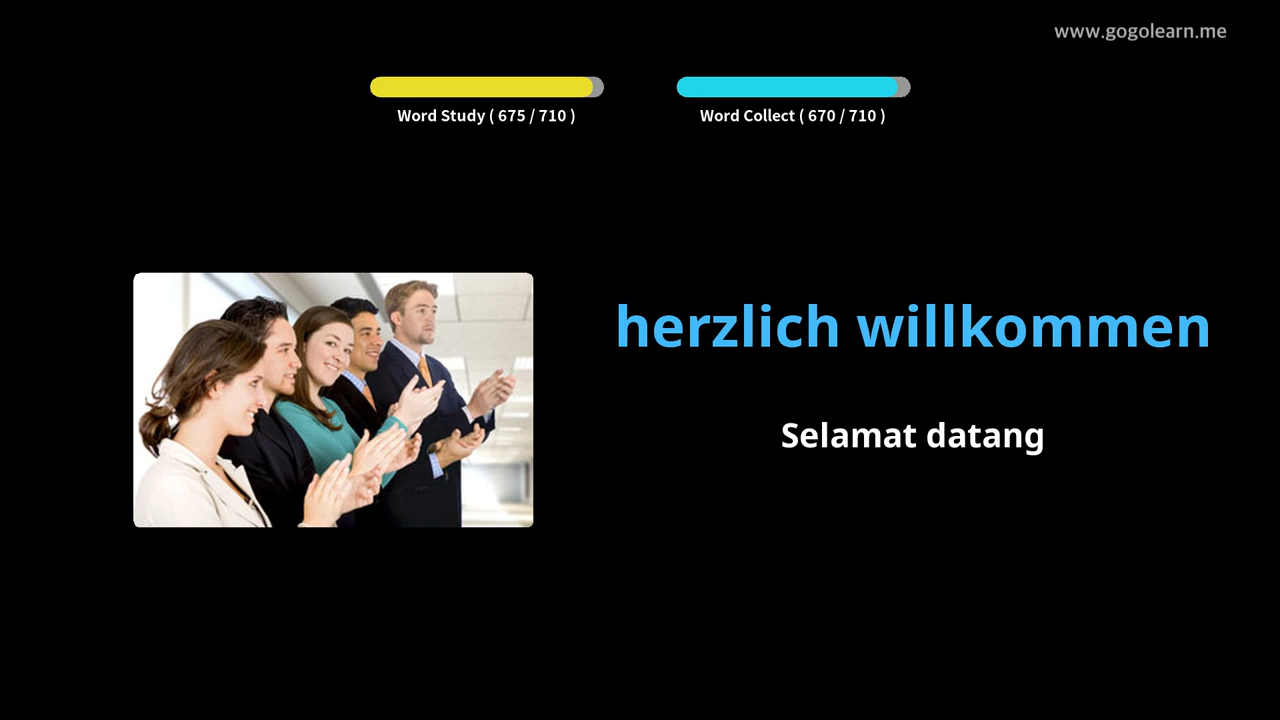 www.gogolearn.me
Word Study ( 675 / 710 )
Word Collect ( 670 / 710 )
herzlich willkommen
Selamat datang